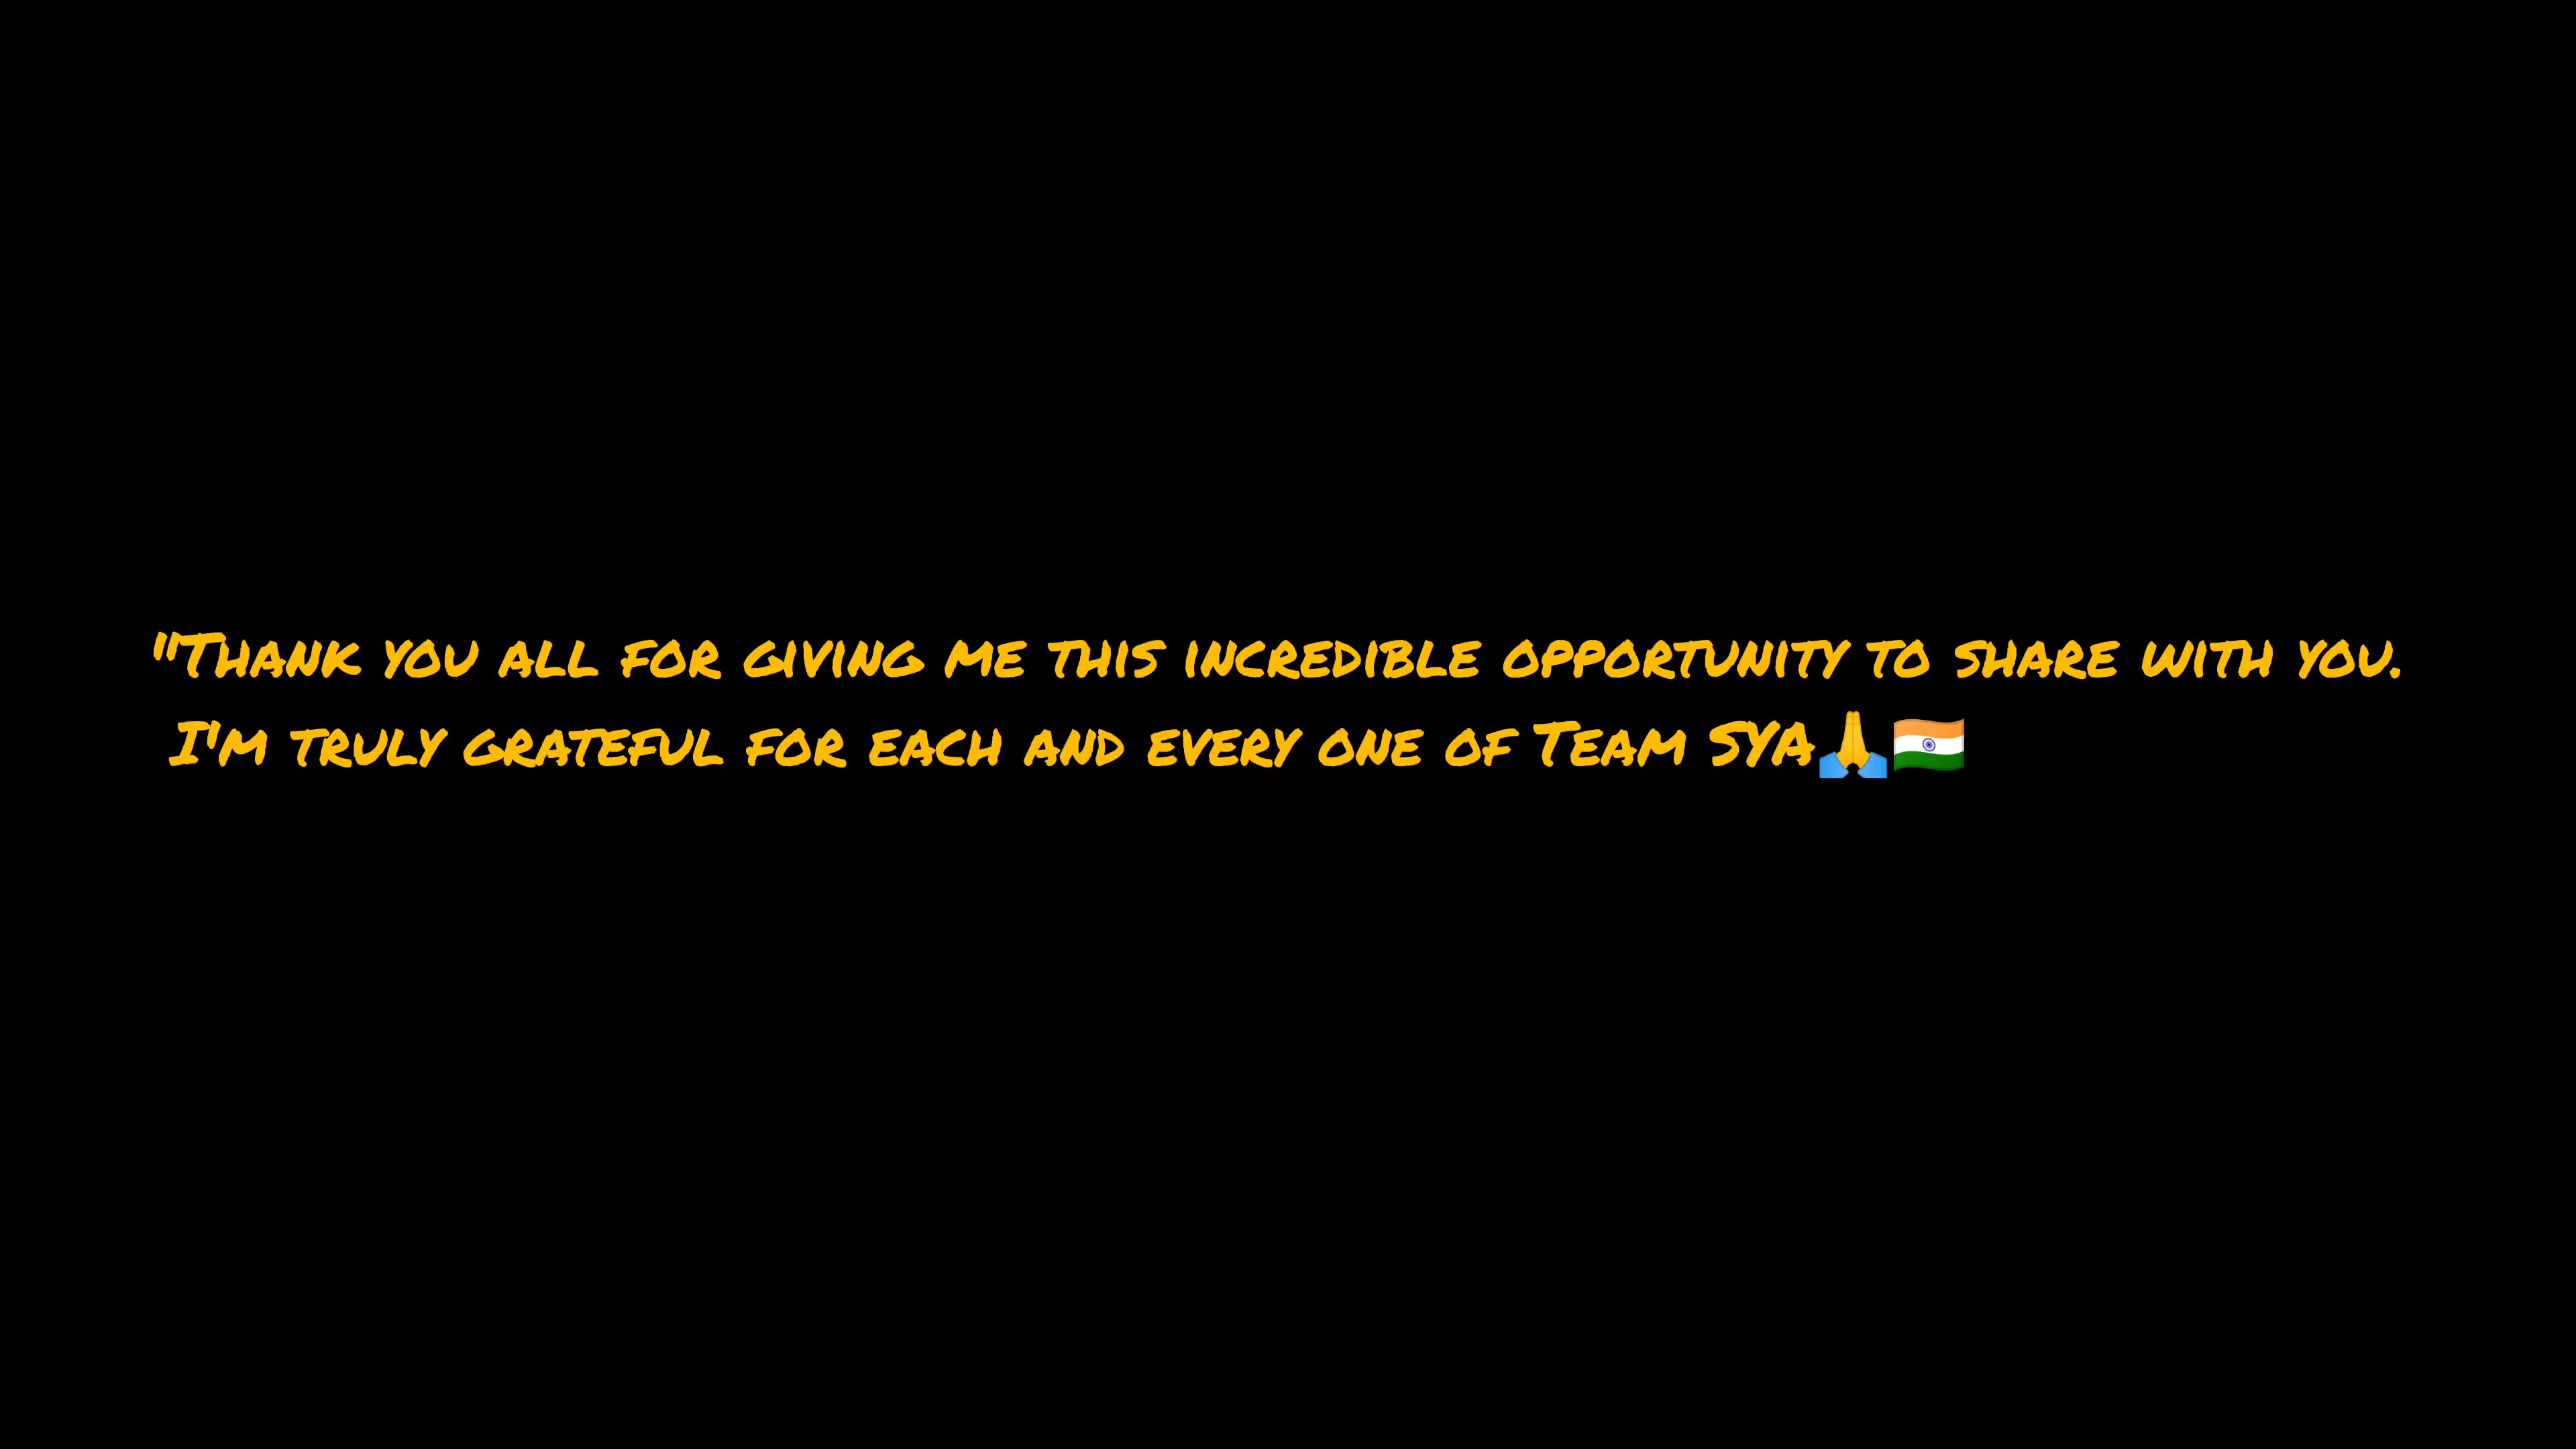 "Thank you all for giving me this incredible opportunity to share with you.
I'm truly grateful for each and every one of Team SYA🙏🇮🇳